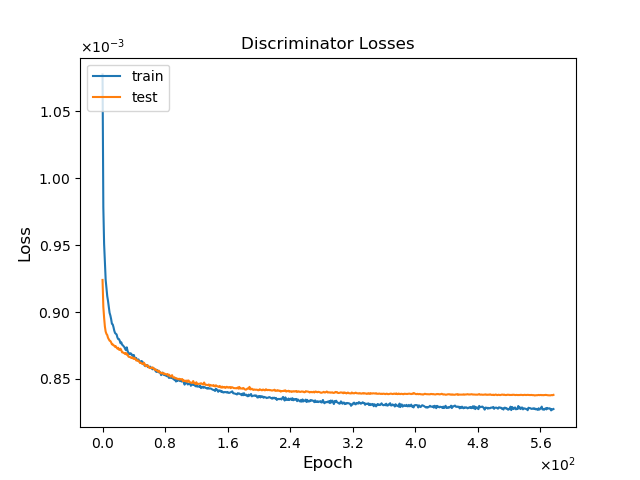 Discriminator Losses
×10⁻³
train
test
1.05
1.00
0.95
0.90
0.85
Loss
0.0 0.8 1.6 2.4 3.2 4.0 4.8 5.6
Epoch
×10²